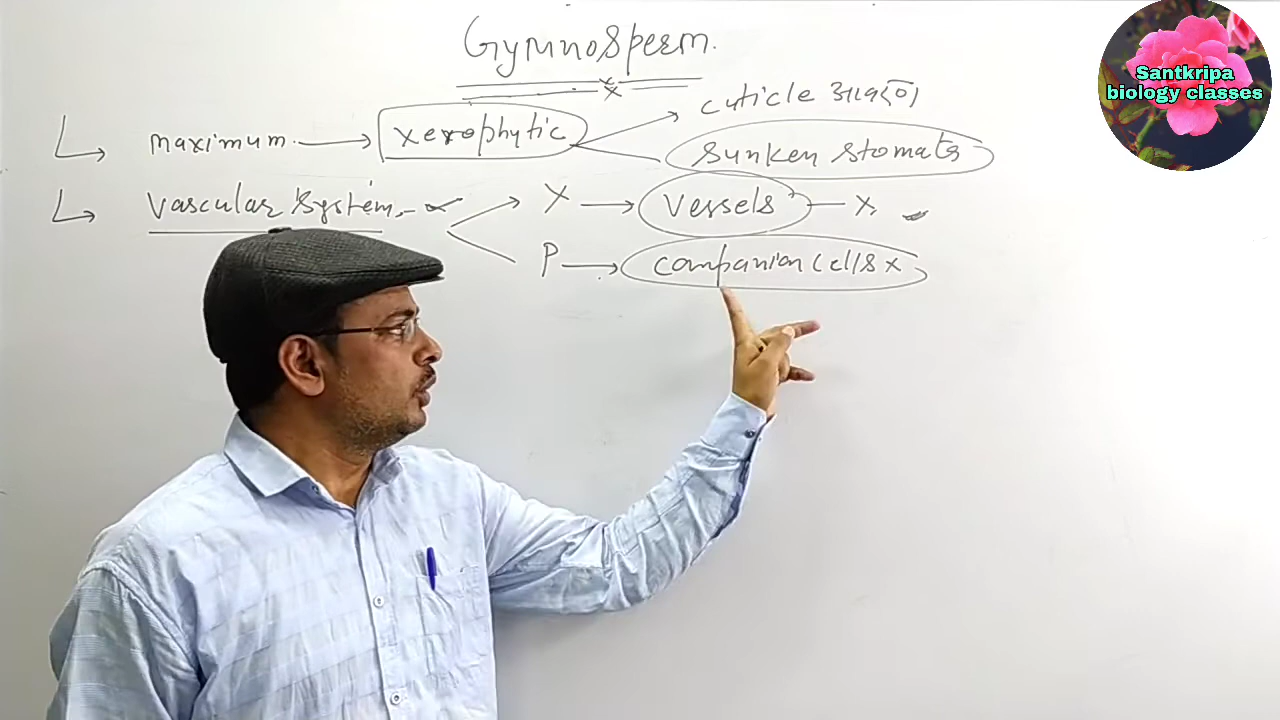 Gymnosperm.
maximum. → xerophytic
cuticle आवरण
sunken stomata
Vascular system
X → vessels — x
P → companion cells x
Santkripa
biology classes